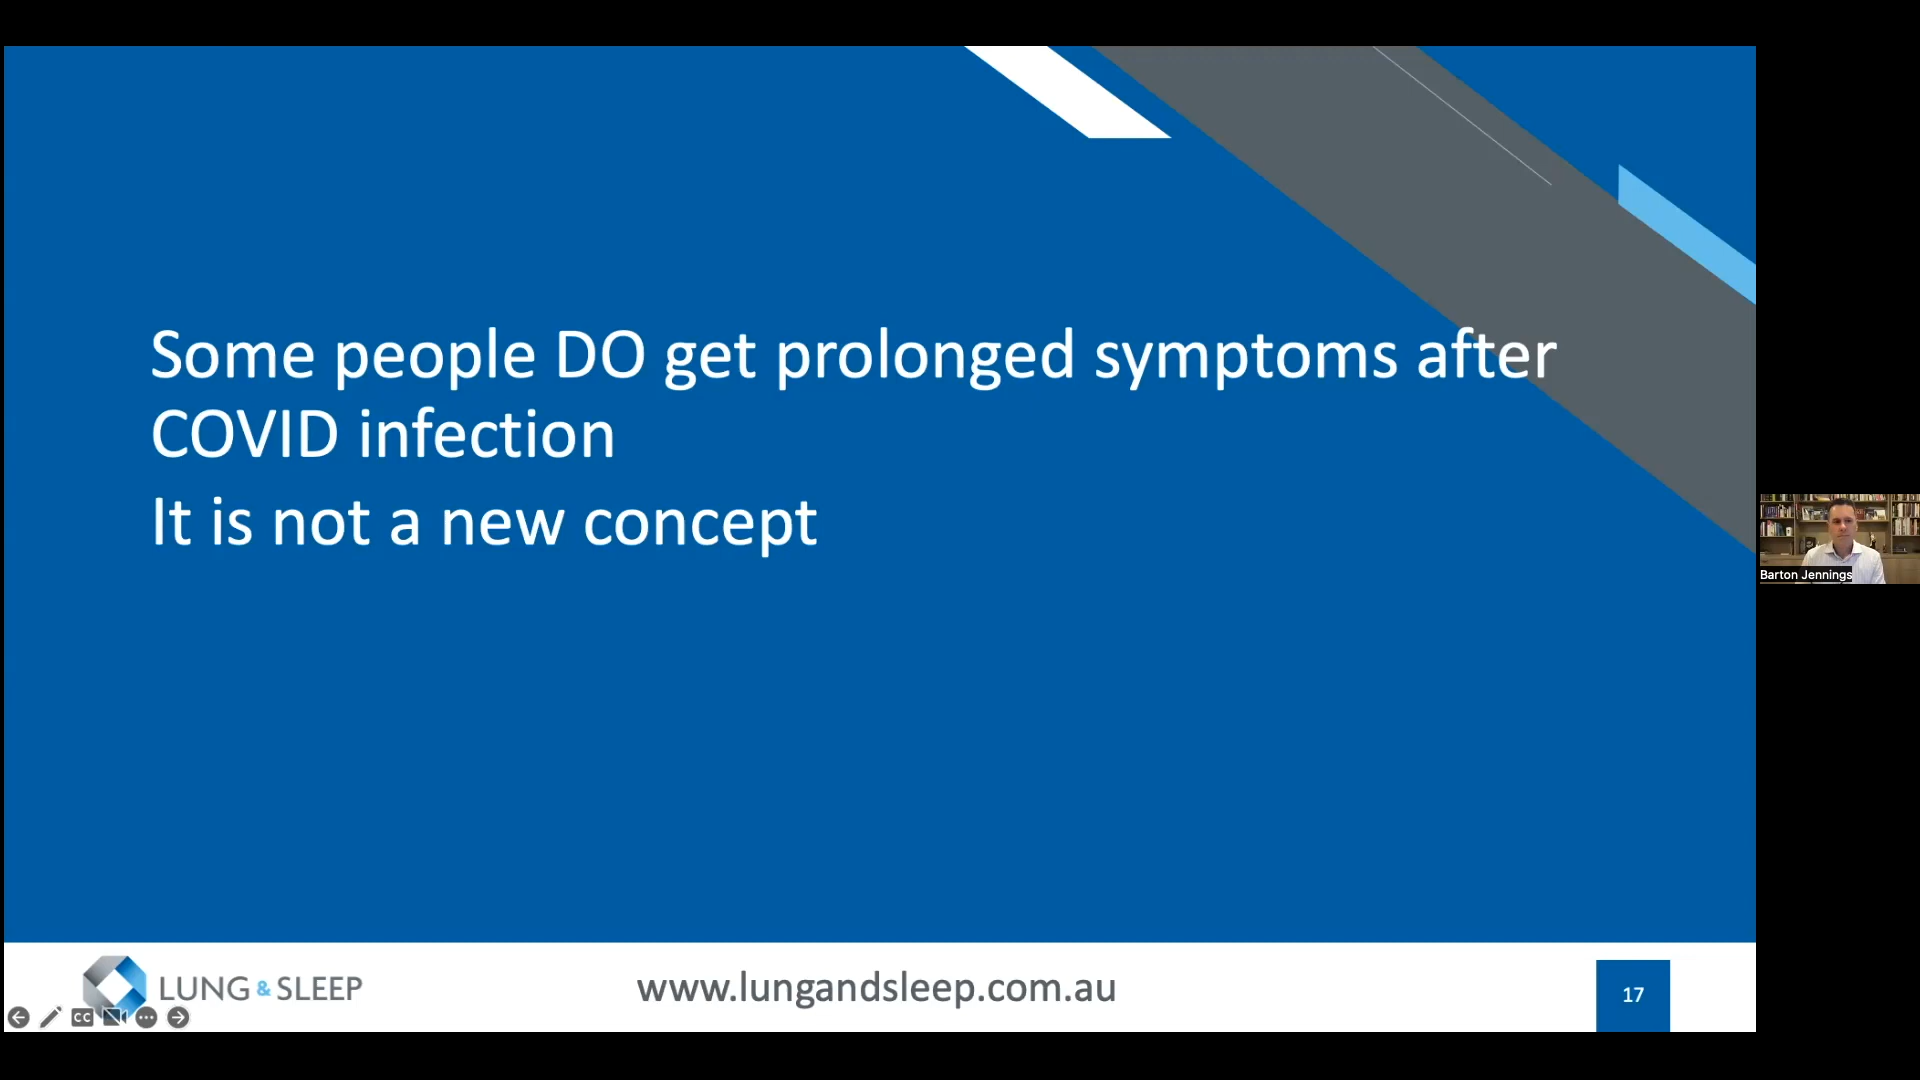 Some people DO get prolonged symptoms after
COVID infection
It is not a new concept
Barton Jennings
LUNG & SLEEP
www.lungandsleep.com.au
17
CC